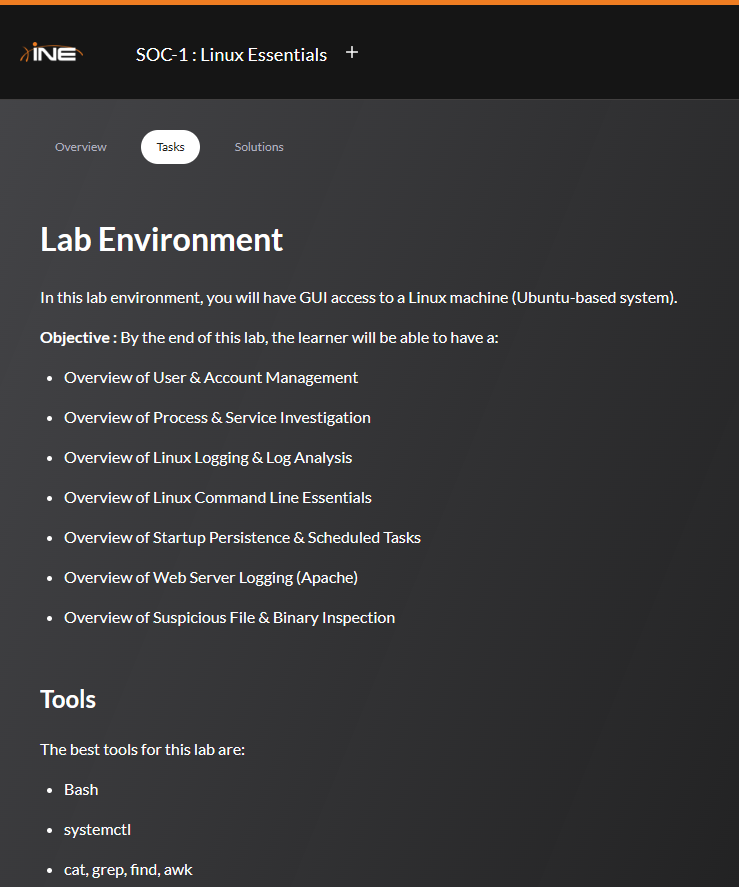 INE
SOC-1 : Linux Essentials +
Overview Tasks Solutions
Lab Environment
In this lab environment, you will have GUI access to a Linux machine (Ubuntu-based system).
Objective : By the end of this lab, the learner will be able to have a:
• Overview of User & Account Management
• Overview of Process & Service Investigation
• Overview of Linux Logging & Log Analysis
• Overview of Linux Command Line Essentials
• Overview of Startup Persistence & Scheduled Tasks
• Overview of Web Server Logging (Apache)
• Overview of Suspicious File & Binary Inspection
Tools
The best tools for this lab are:
• Bash
• systemctl
• cat, grep, find, awk